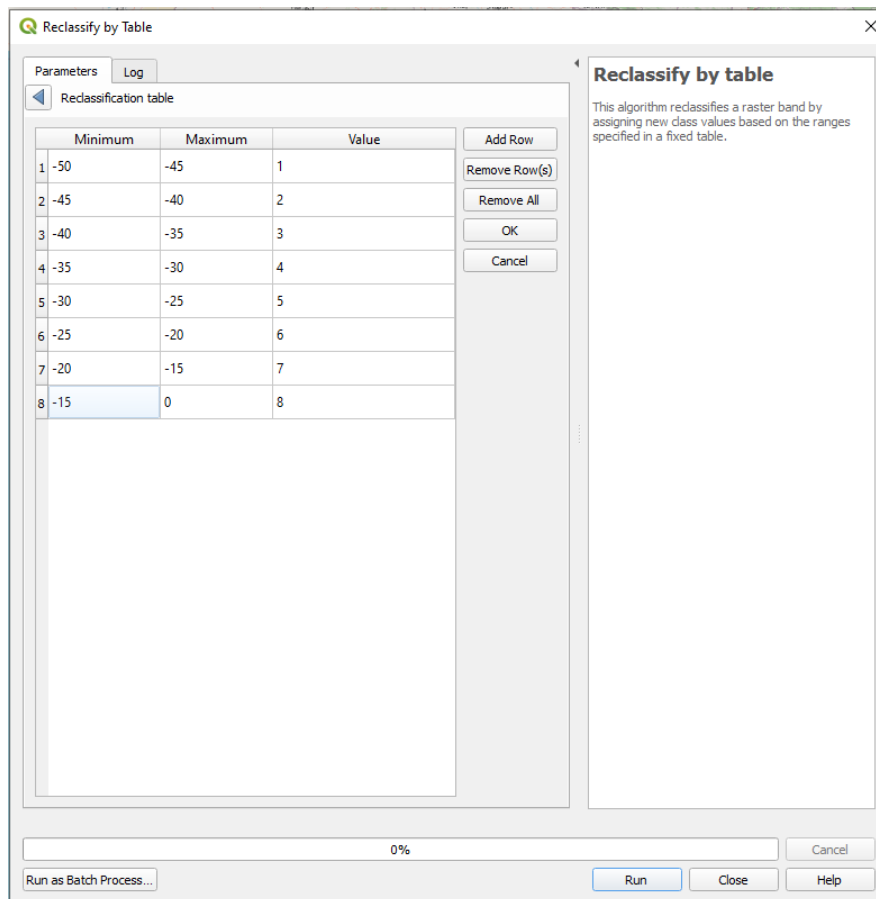 Reclassify by Table
Parameters Log
Reclassification table
Minimum Maximum Value
1 -50 -45 1
2 -45 -40 2
3 -40 -35 3
4 -35 -30 4
5 -30 -25 5
6 -25 -20 6
7 -20 -15 7
8 -15 0 8
Add Row
Remove Row(s)
Remove All
OK
Cancel
Reclassify by table
This algorithm reclassifies a raster band by
assigning new class values based on the ranges
specified in a fixed table.
0%
Cancel
Run as Batch Process...
Run Close Help